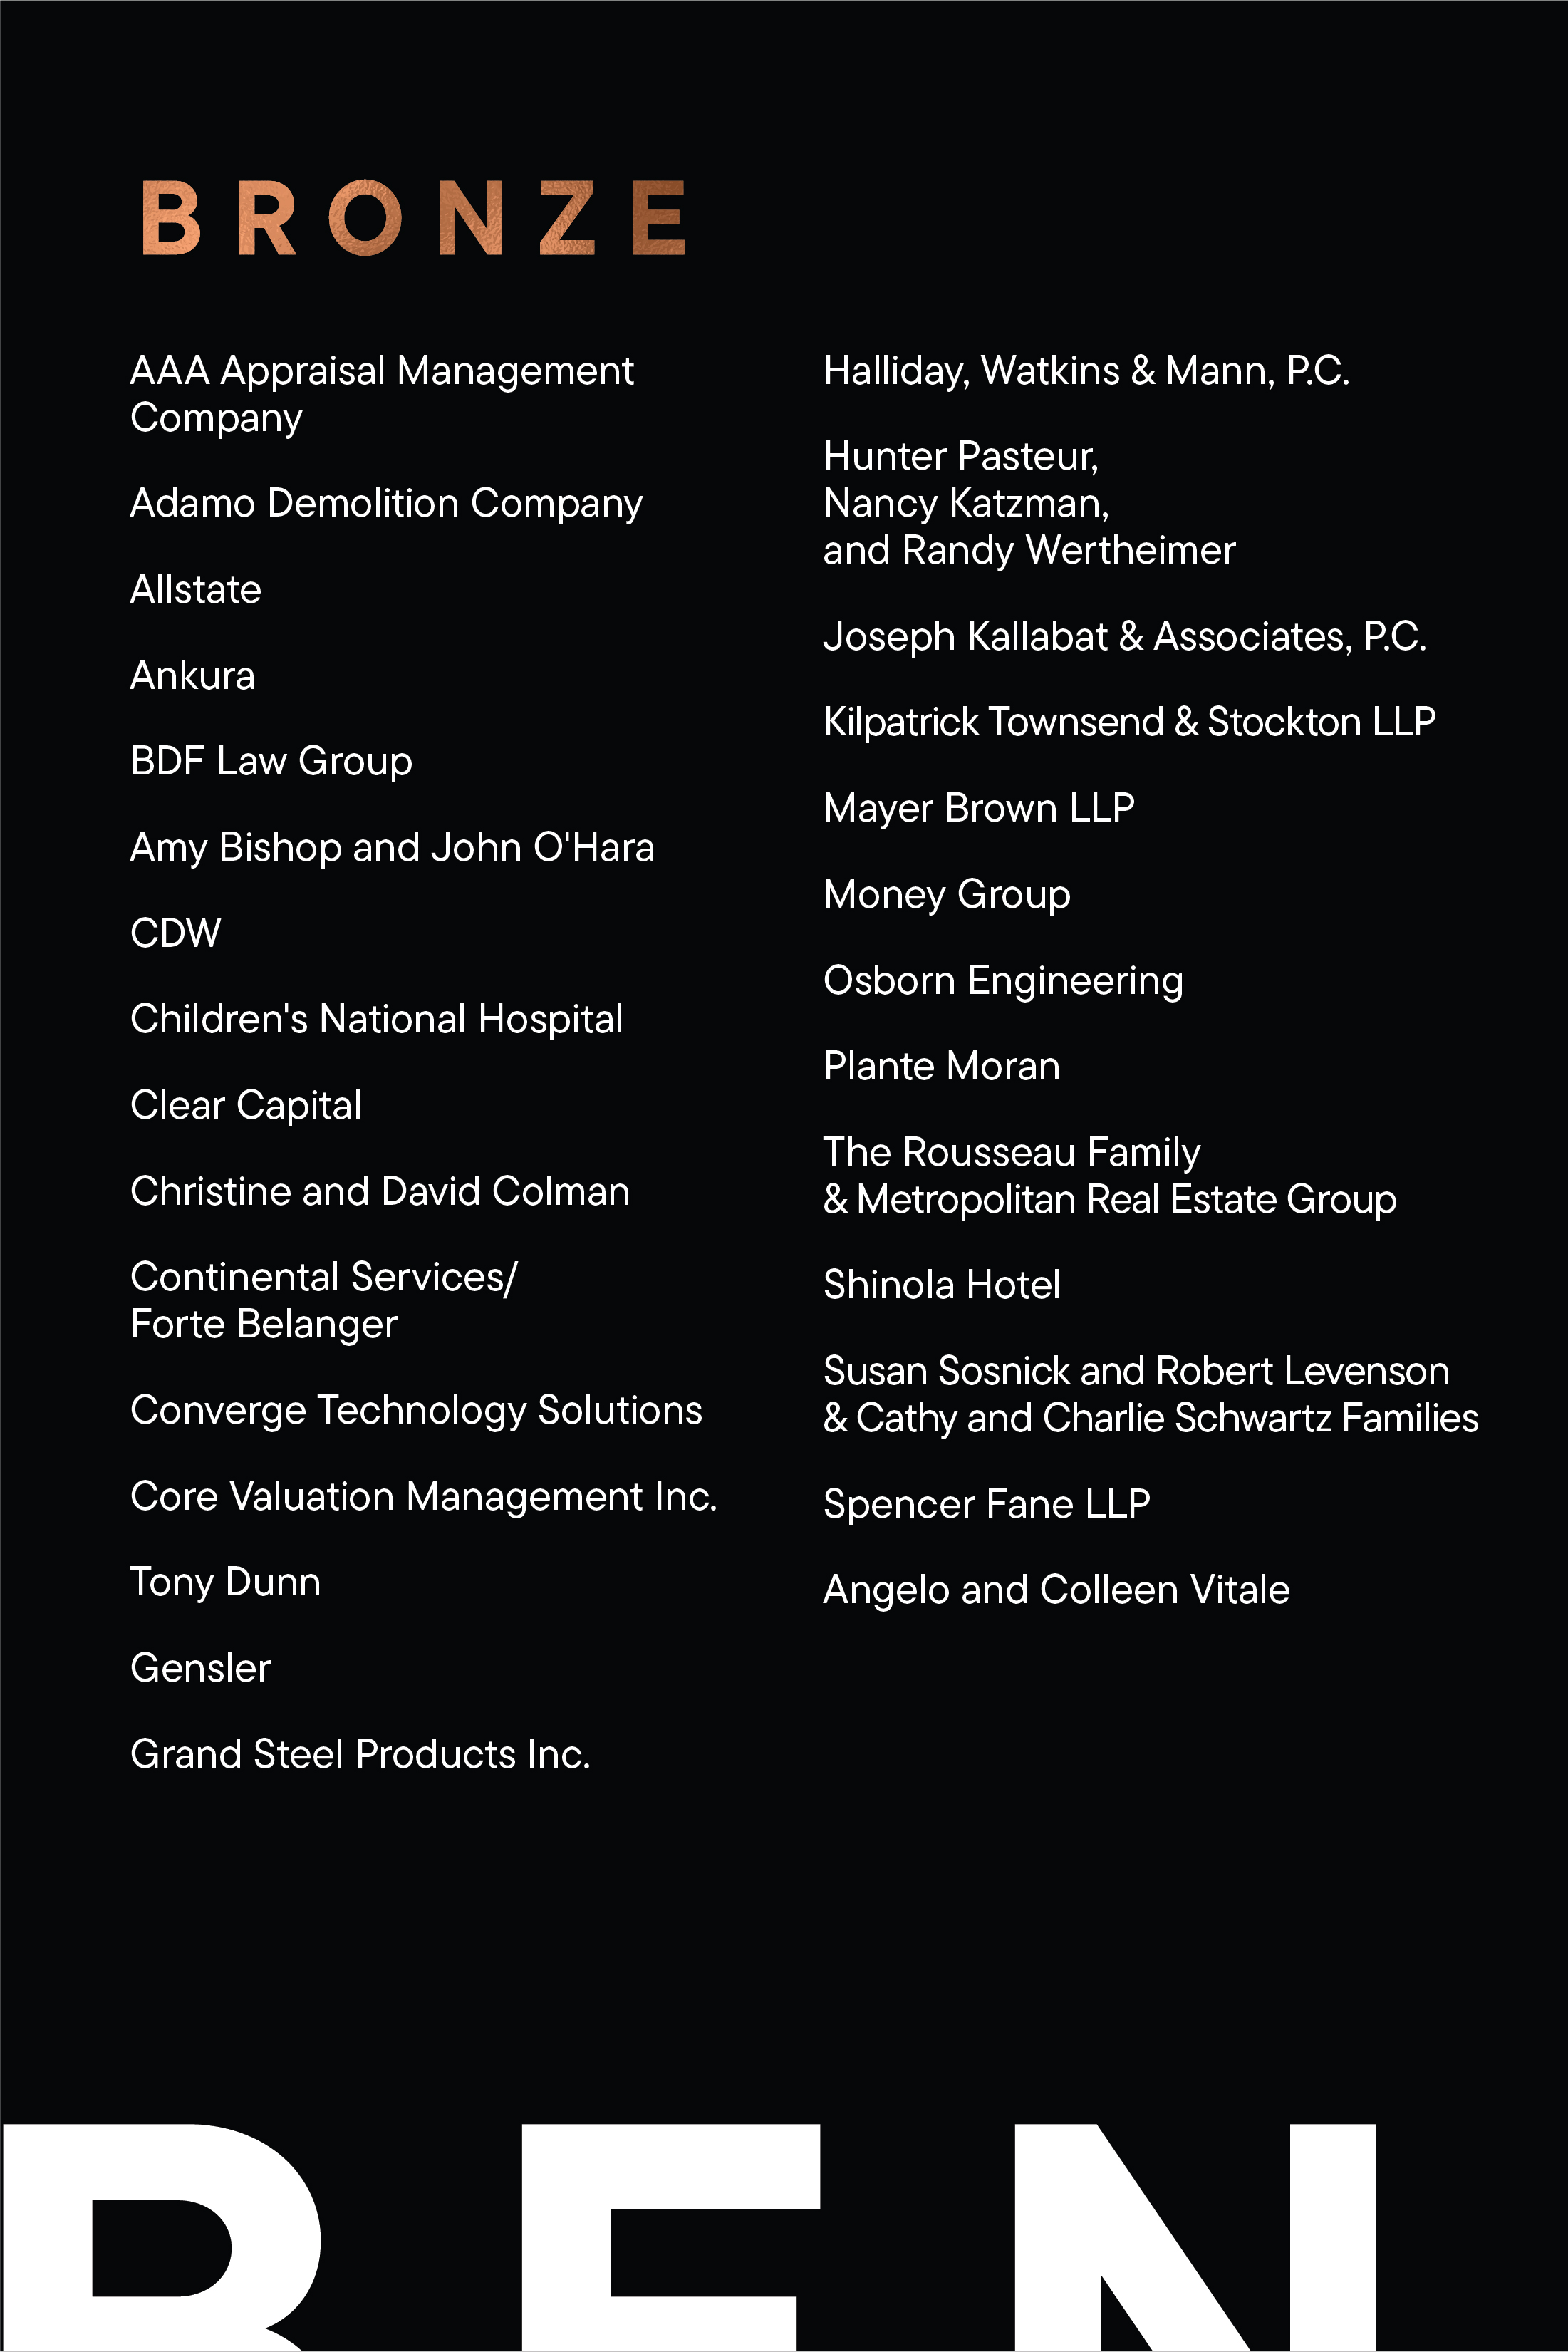 BRONZE
AAA Appraisal Management
Company
Adamo Demolition Company
Allstate
Ankura
BDF Law Group
Amy Bishop and John O'Hara
CDW
Children's National Hospital
Clear Capital
Christine and David Colman
Continental Services/
Forte Belanger
Converge Technology Solutions
Core Valuation Management Inc.
Tony Dunn
Gensler
Grand Steel Products Inc.
Halliday, Watkins & Mann, P.C.
Hunter Pasteur,
Nancy Katzman,
and Randy Wertheimer
Joseph Kallabat & Associates, P.C.
Kilpatrick Townsend & Stockton LLP
Mayer Brown LLP
Money Group
Osborn Engineering
Plante Moran
The Rousseau Family
& Metropolitan Real Estate Group
Shinola Hotel
Susan Sosnick and Robert Levenson
& Cathy and Charlie Schwartz Families
Spencer Fane LLP
Angelo and Colleen Vitale
BEN